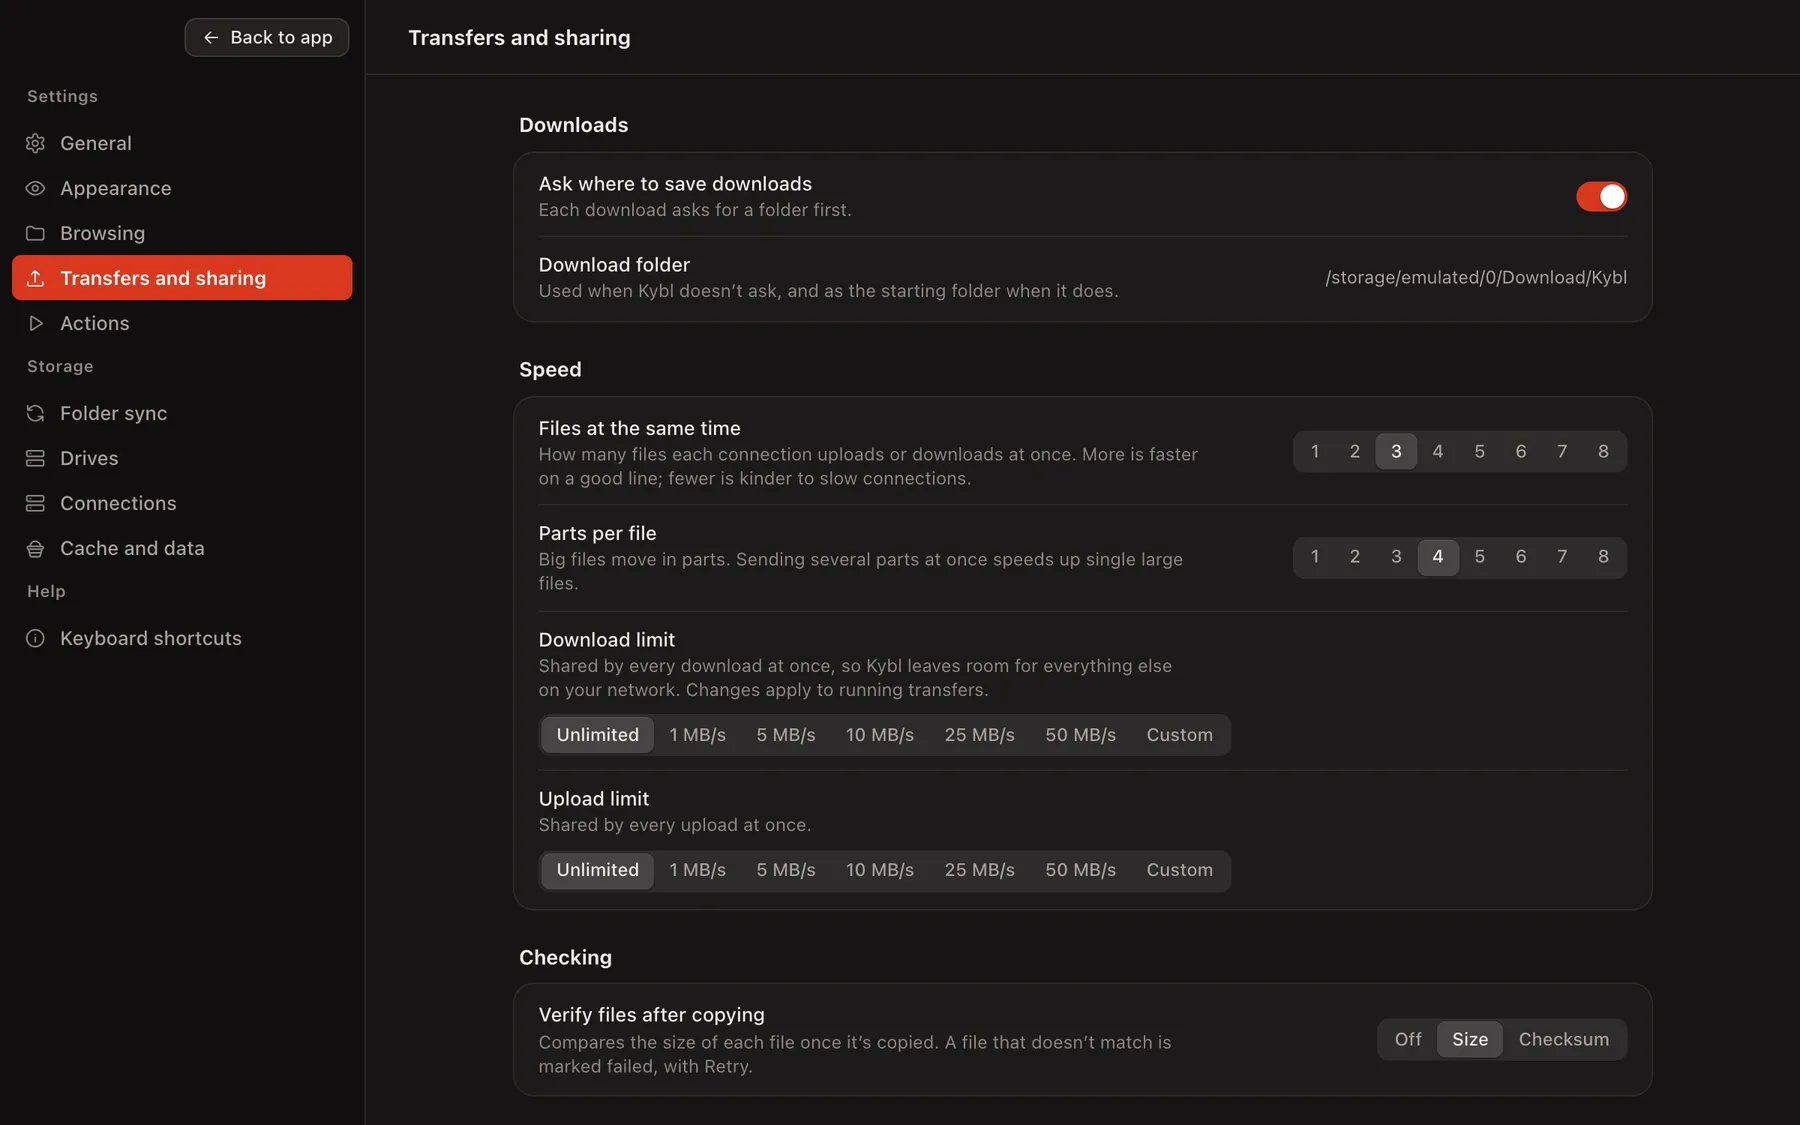 Back to app
Settings
General
Appearance
Browsing
Transfers and sharing
Actions
Storage
Folder sync
Drives
Connections
Cache and data
Help
Keyboard shortcuts
Transfers and sharing
Downloads
Ask where to save downloads
Each download asks for a folder first.
Download folder
Used when Kybl doesn’t ask, and as the starting folder when it does.
/storage/emulated/0/Download/Kybl
Speed
Files at the same time
How many files each connection uploads or downloads at once. More is faster
on a good line; fewer is kinder to slow connections.
1 2 3 4 5 6 7 8
Parts per file
Big files move in parts. Sending several parts at once speeds up single large
files.
1 2 3 4 5 6 7 8
Download limit
Shared by every download at once, so Kybl leaves room for everything else
on your network. Changes apply to running transfers.
Unlimited 1 MB/s 5 MB/s 10 MB/s 25 MB/s 50 MB/s Custom
Upload limit
Shared by every upload at once.
Unlimited 1 MB/s 5 MB/s 10 MB/s 25 MB/s 50 MB/s Custom
Checking
Verify files after copying
Compares the size of each file once it’s copied. A file that doesn’t match is
marked failed, with Retry.
Off Size Checksum